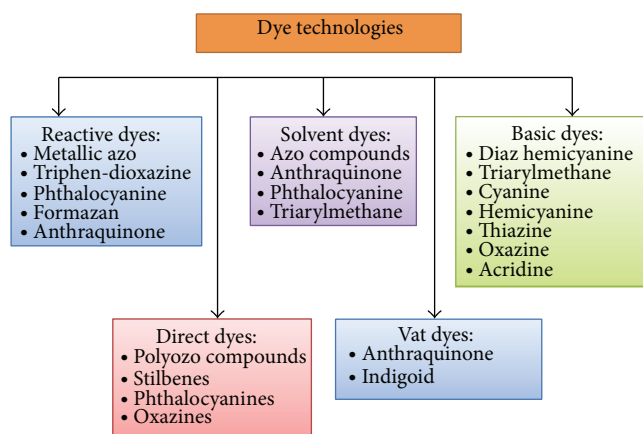 Dye technologies
Reactive dyes:
• Metallic azo
• Triphen-dioxazine
• Phthalocyanine
• Formazan
• Anthraquinone
Solvent dyes:
• Azo compounds
• Anthraquinone
• Phthalocyanine
• Triarylmethane
Basic dyes:
• Diaz hemicyanine
• Triarylmethane
• Cyanine
• Hemicyanine
• Thiazine
• Oxazine
• Acridine
Direct dyes:
• Polyozo compounds
• Stilbenes
• Phthalocyanines
• Oxazines
Vat dyes:
• Anthraquinone
• Indigoid